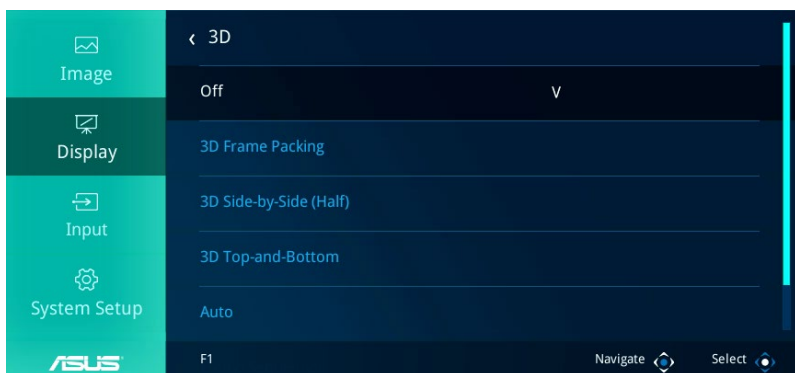 Image
Display
Input
System Setup
ASUS
‹ 3D
Off V
3D Frame Packing
3D Side-by-Side (Half)
3D Top-and-Bottom
Auto
F1 Navigate Select